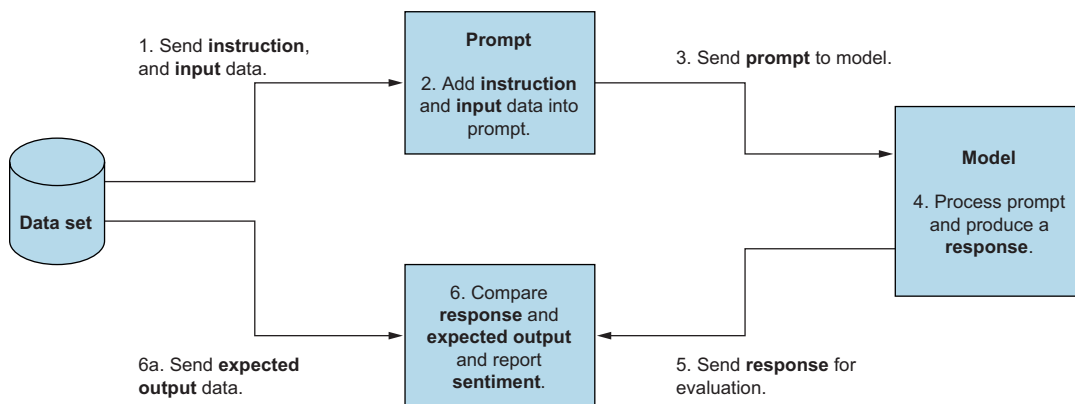 1. Send instruction,
and input data.
Prompt
2. Add instruction
and input data into
prompt.
3. Send prompt to model.
Data set
Model
4. Process prompt
and produce a
response.
6. Compare
response and
expected output
and report
sentiment.
6a. Send expected
output data.
5. Send response for
evaluation.